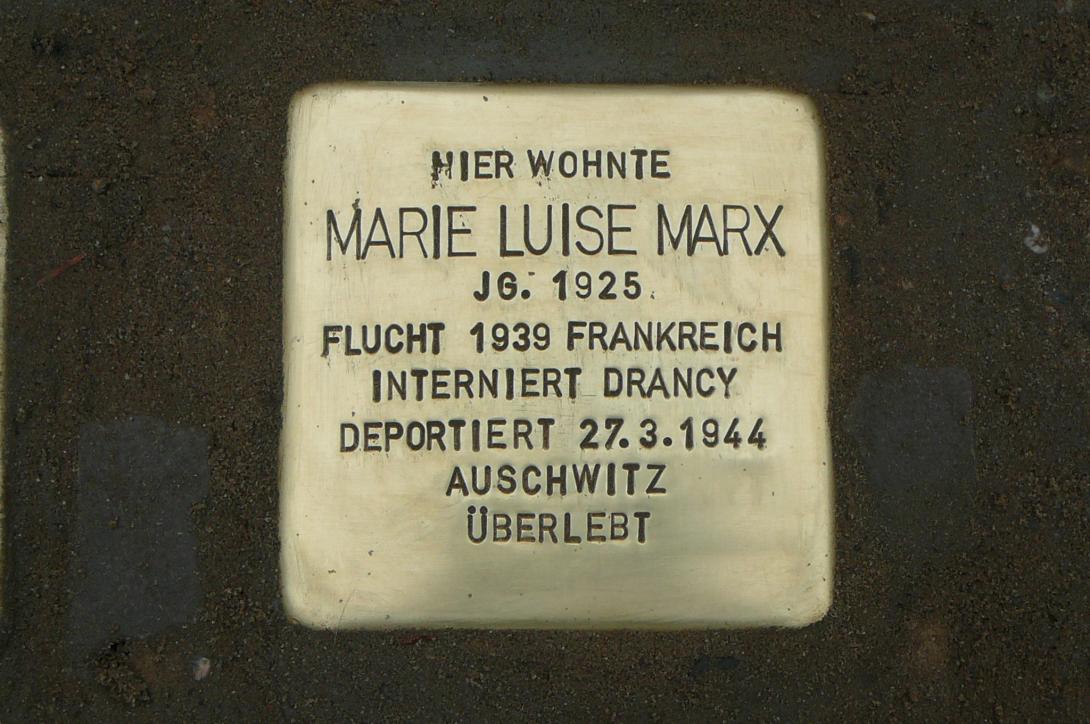 HIER WOHNTE
MARIE LUISE MARX
JG. 1925
FLUCHT 1939 FRANKREICH
INTERNIERT DRANCY
DEPORTIERT 27.3.1944
AUSCHWITZ
ÜBERLEBT